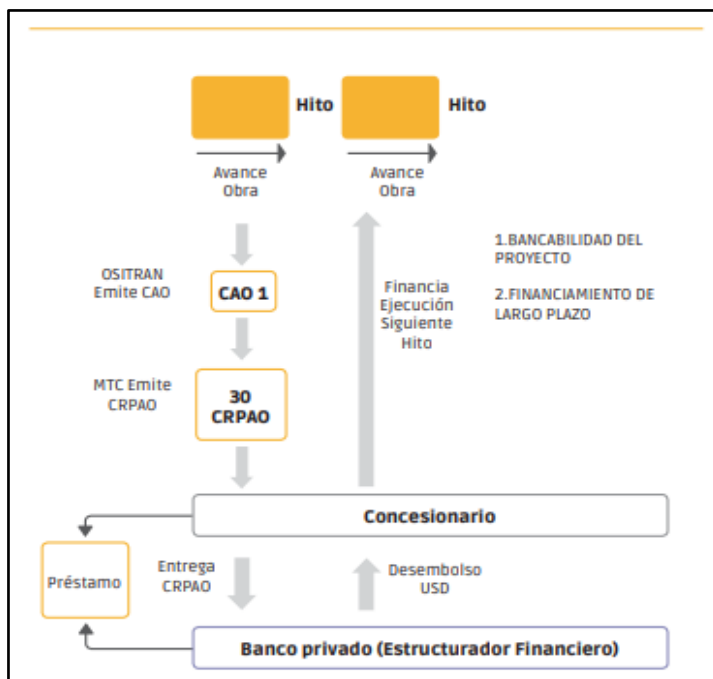 Hito
Hito
Avance
Obra
Avance
Obra
OSITRAN
Emite CAO
CAO 1
Financia
Ejecución
Siguiente
Hito
1.BANCABILIDAD DEL
PROYECTO
2.FINANCIAMIENTO DE
LARGO PLAZO
MTC Emite
CRPAO
30
CRPAO
Concesionario
Préstamo
Entrega
CRPAO
Desembolso
USD
Banco privado (Estructurador Financiero)